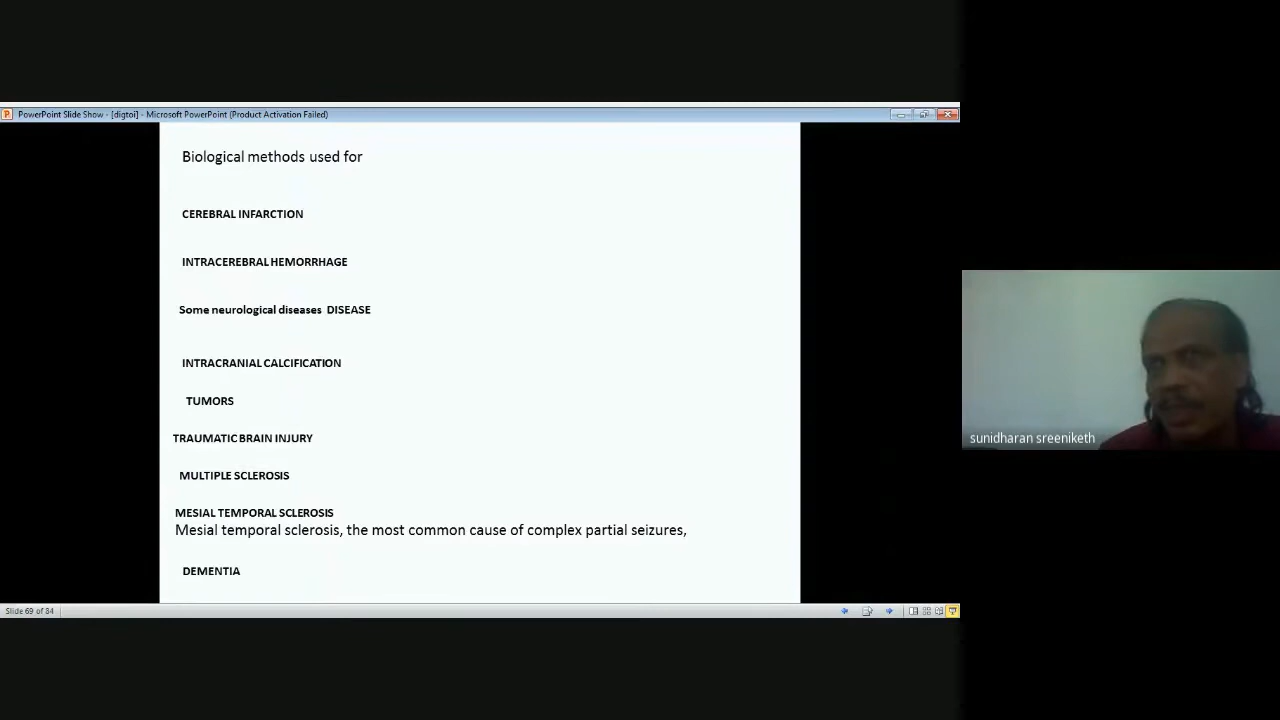 PowerPoint Slide Show - [digtoi] - Microsoft PowerPoint (Product Activation Failed)
Biological methods used for
CEREBRAL INFARCTION
INTRACEREBRAL HEMORRHAGE
Some neurological diseases DISEASE
INTRACRANIAL CALCIFICATION
TUMORS
TRAUMATIC BRAIN INJURY
MULTIPLE SCLEROSIS
MESIAL TEMPORAL SCLEROSIS
Mesial temporal sclerosis, the most common cause of complex partial seizures,
DEMENTIA
Slide 69 of 84
sunidharan sreeniketh